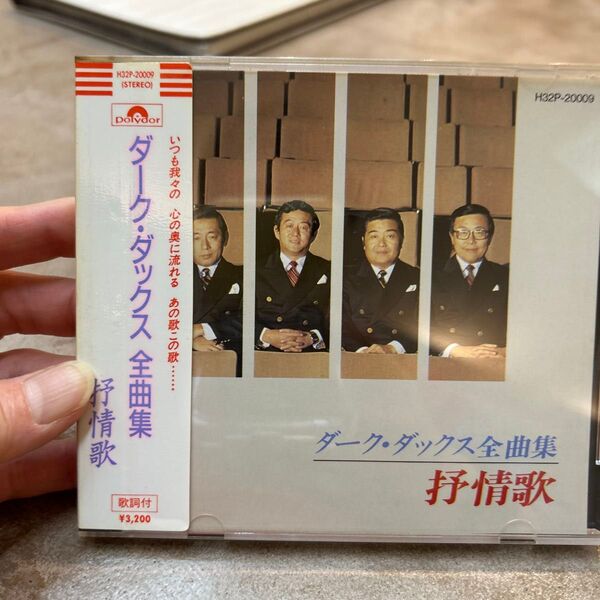 H32P-20009
(STEREO)
polydor
ダーク・ダックス 全曲集
抒情歌
いつも我々の 心の奥に流れる あの歌この歌……
歌詞付
¥3,200
H32P-20009
ダーク・ダックス全曲集
抒情歌